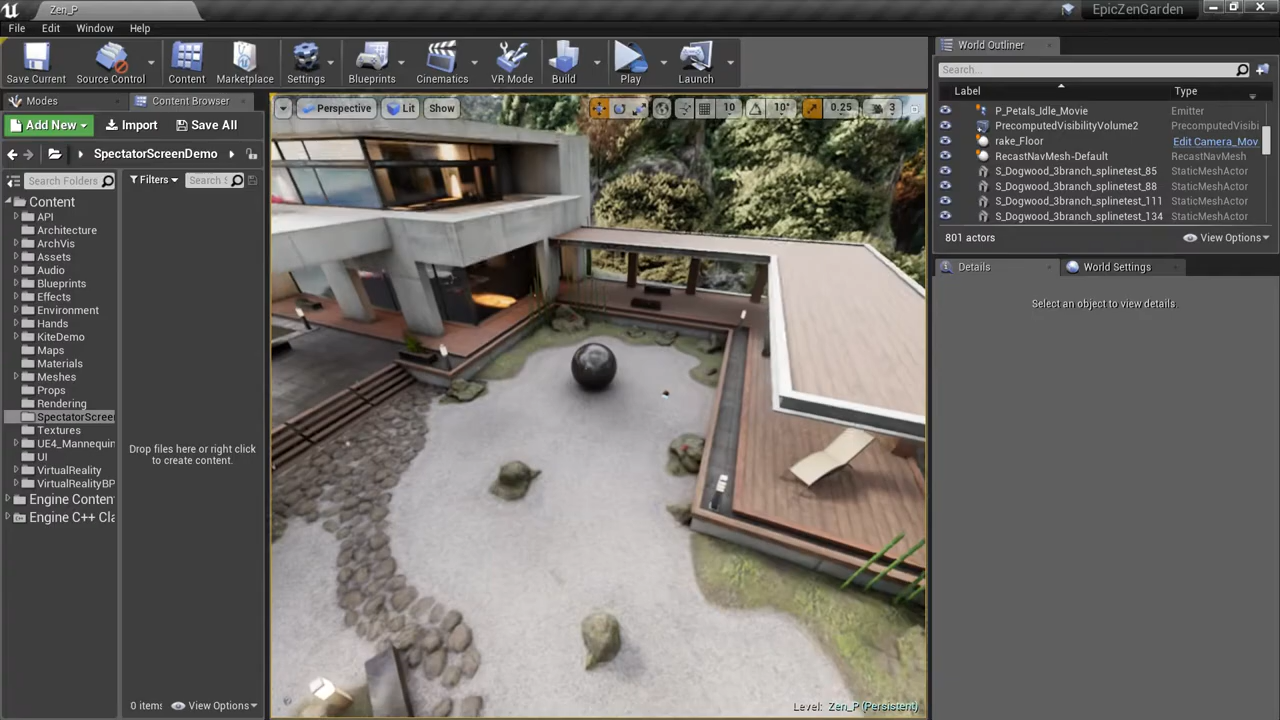 Zen_P
EpicZenGarden
File Edit Window Help
Save Current Source Control Content Marketplace Settings Blueprints Cinematics VR Mode Build Play Launch
World Outliner
Search...
Label Type
P_Petals_Idle_Movie Emitter
PrecomputedVisibilityVolume2 PrecomputedVisibi
rake_Floor Edit Camera_Mov
RecastNavMesh-Default RecastNavMesh
S_Dogwood_3branch_splinetest_85 StaticMeshActor
S_Dogwood_3branch_splinetest_88 StaticMeshActor
S_Dogwood_3branch_splinetest_111 StaticMeshActor
S_Dogwood_3branch_splinetest_134 StaticMeshActor
801 actors View Options
Details World Settings
Select an object to view details
Modes Content Browser
Add New Import Save All
SpectatorScreenDemo
Search Folders Filters Search
Content
API
Architecture
ArchVis
Assets
Audio
Blueprints
Effects
Environment
Hands
KiteDemo
Maps
Materials
Meshes
Props
Rendering
SpectatorScreen
Textures
UE4_Mannequin
UI
VirtualReality
VirtualRealityBP
Engine Content
Engine C++ Cla
Drop files here or right click
to create content.
0 items View Options
Perspective Lit Show 10 10° 0.25 3
Level: Zen_P (Persistent)